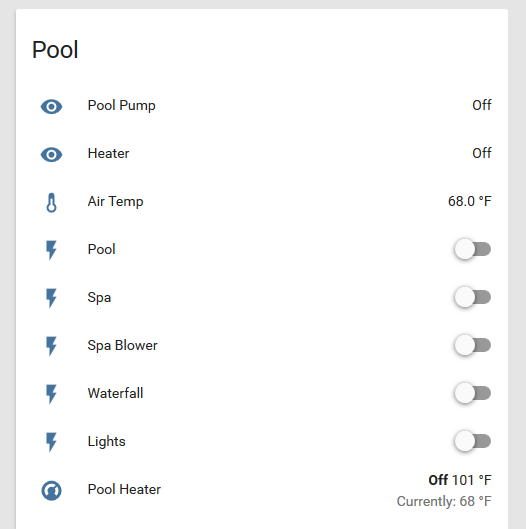 Pool
Pool Pump Off
Heater Off
Air Temp 68.0 °F
Pool
Spa
Spa Blower
Waterfall
Lights
Pool Heater Off 101 °F
Currently: 68 °F